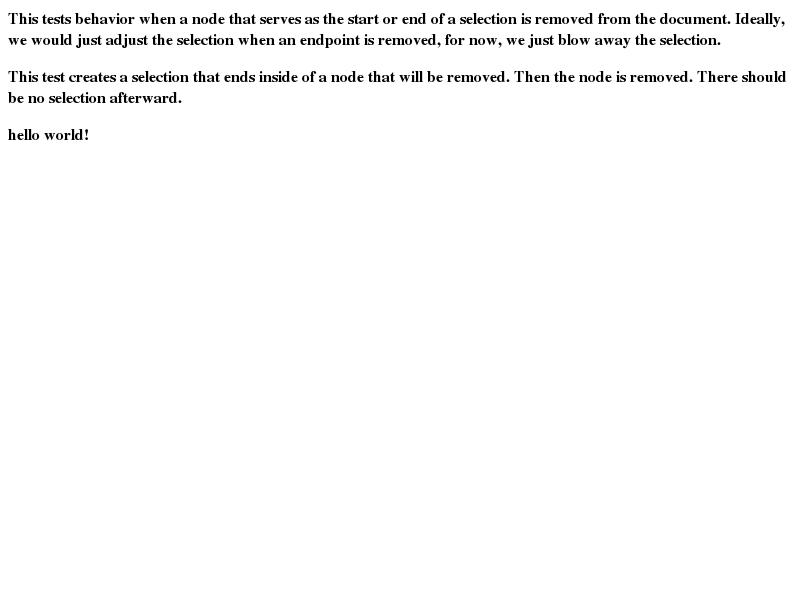 This tests behavior when a node that serves as the start or end of a selection is removed from the document. Ideally,
we would just adjust the selection when an endpoint is removed, for now, we just blow away the selection.
This test creates a selection that ends inside of a node that will be removed. Then the node is removed. There should
be no selection afterward.
hello world!